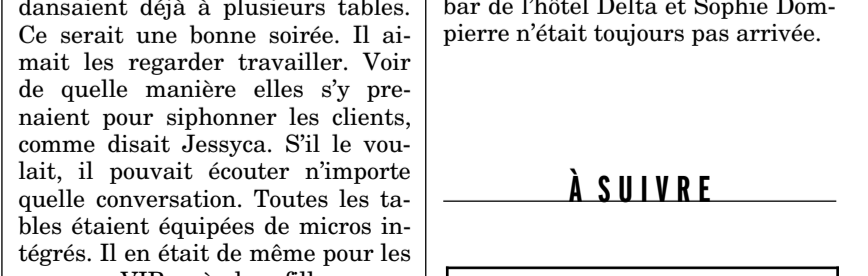 dansaient déjà à plusieurs tables.
Ce serait une bonne soirée. Il ai-
mait les regarder travailler. Voir
de quelle manière elles s’y pre-
naient pour siphonner les clients,
comme disait Jessyca. S’il le vou-
lait, il pouvait écouter n’importe
quelle conversation. Toutes les ta-
bles étaient équipées de micros in-
tégrés. Il en était de même pour les
VIP
bar de l’hôtel Delta et Sophie Dom-
pierre n’était toujours pas arrivée.
À SUIVRE